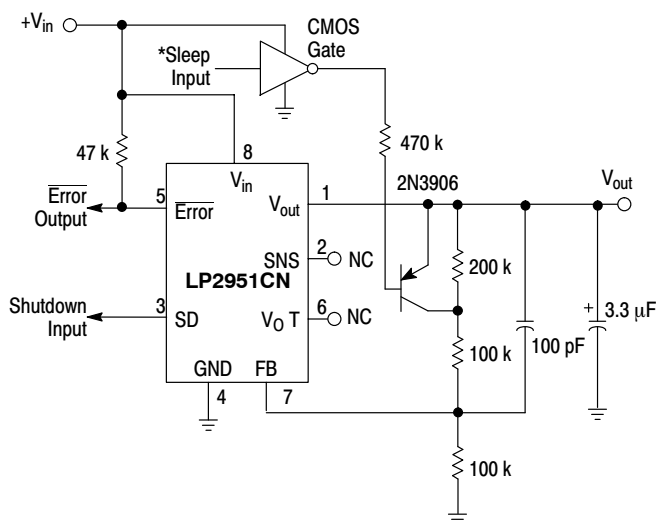 +Vin
CMOS
Gate
*Sleep
Input
470 k
47 k
8
Vin
2N3906
Vout
Error
Output
5
Error
Vout
1
SNS
2
NC
200 k
LP2951CN
Shutdown
Input
3
SD
VO T
6
NC
100 k
100 pF
+
3.3 µF
GND
FB
4
7
100 k